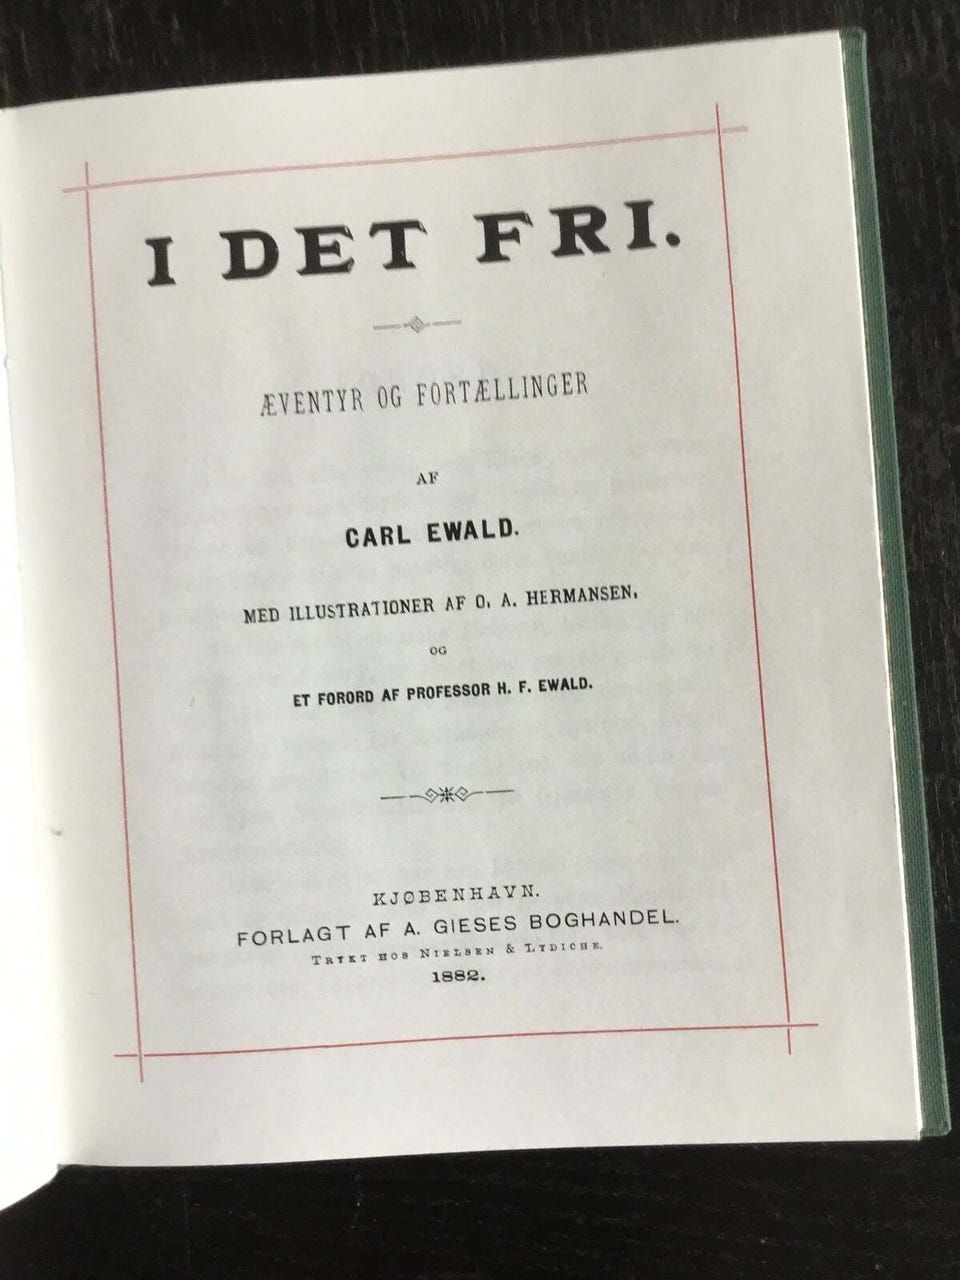 I DET FRI.
ÆVENTYR OG FORTÆLLINGER
AF
CARL EWALD.
MED ILLUSTRATIONER AF O. A. HERMANSEN,
OG
ET FORORD AF PROFESSOR H. F. EWALD.
KJØBENHAVN.
FORLAGT AF A. GIESES BOGHANDEL.
TRYKT HOS NIELSEN & LYDICHE.
1882.